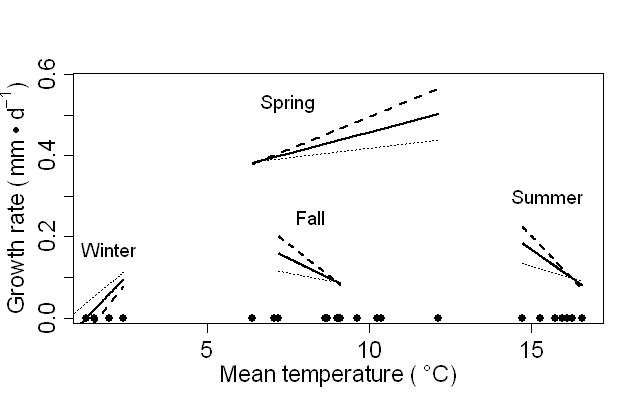 Growth rate ( mm • d⁻¹ )
0.6
0.4
0.2
0.0
Spring
Summer
Fall
Winter
5 10 15
Mean temperature ( °C)